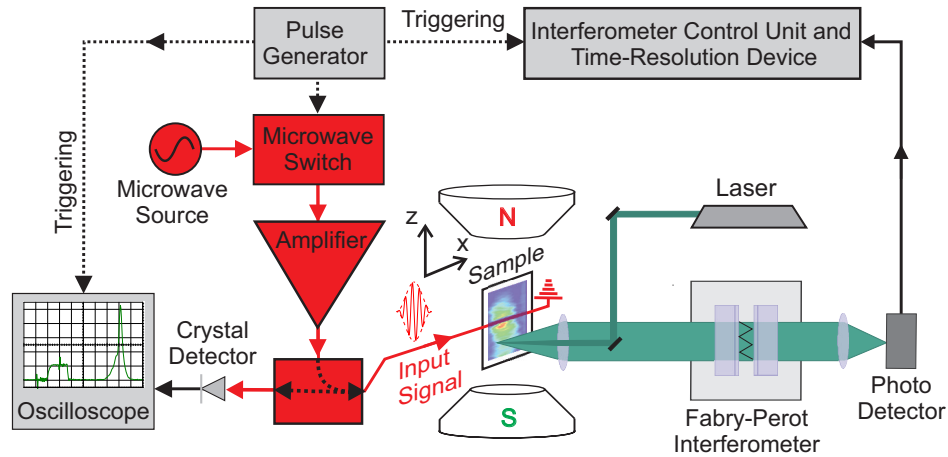 Triggering
Pulse
Generator
Triggering
Interferometer Control Unit and
Time-Resolution Device
Microwave
Switch
Microwave
Source
Amplifier
z
x
N
Laser
Sample
Crystal
Detector
Oscilloscope
Input
Signal
S
Fabry-Perot
Interferometer
Photo
Detector